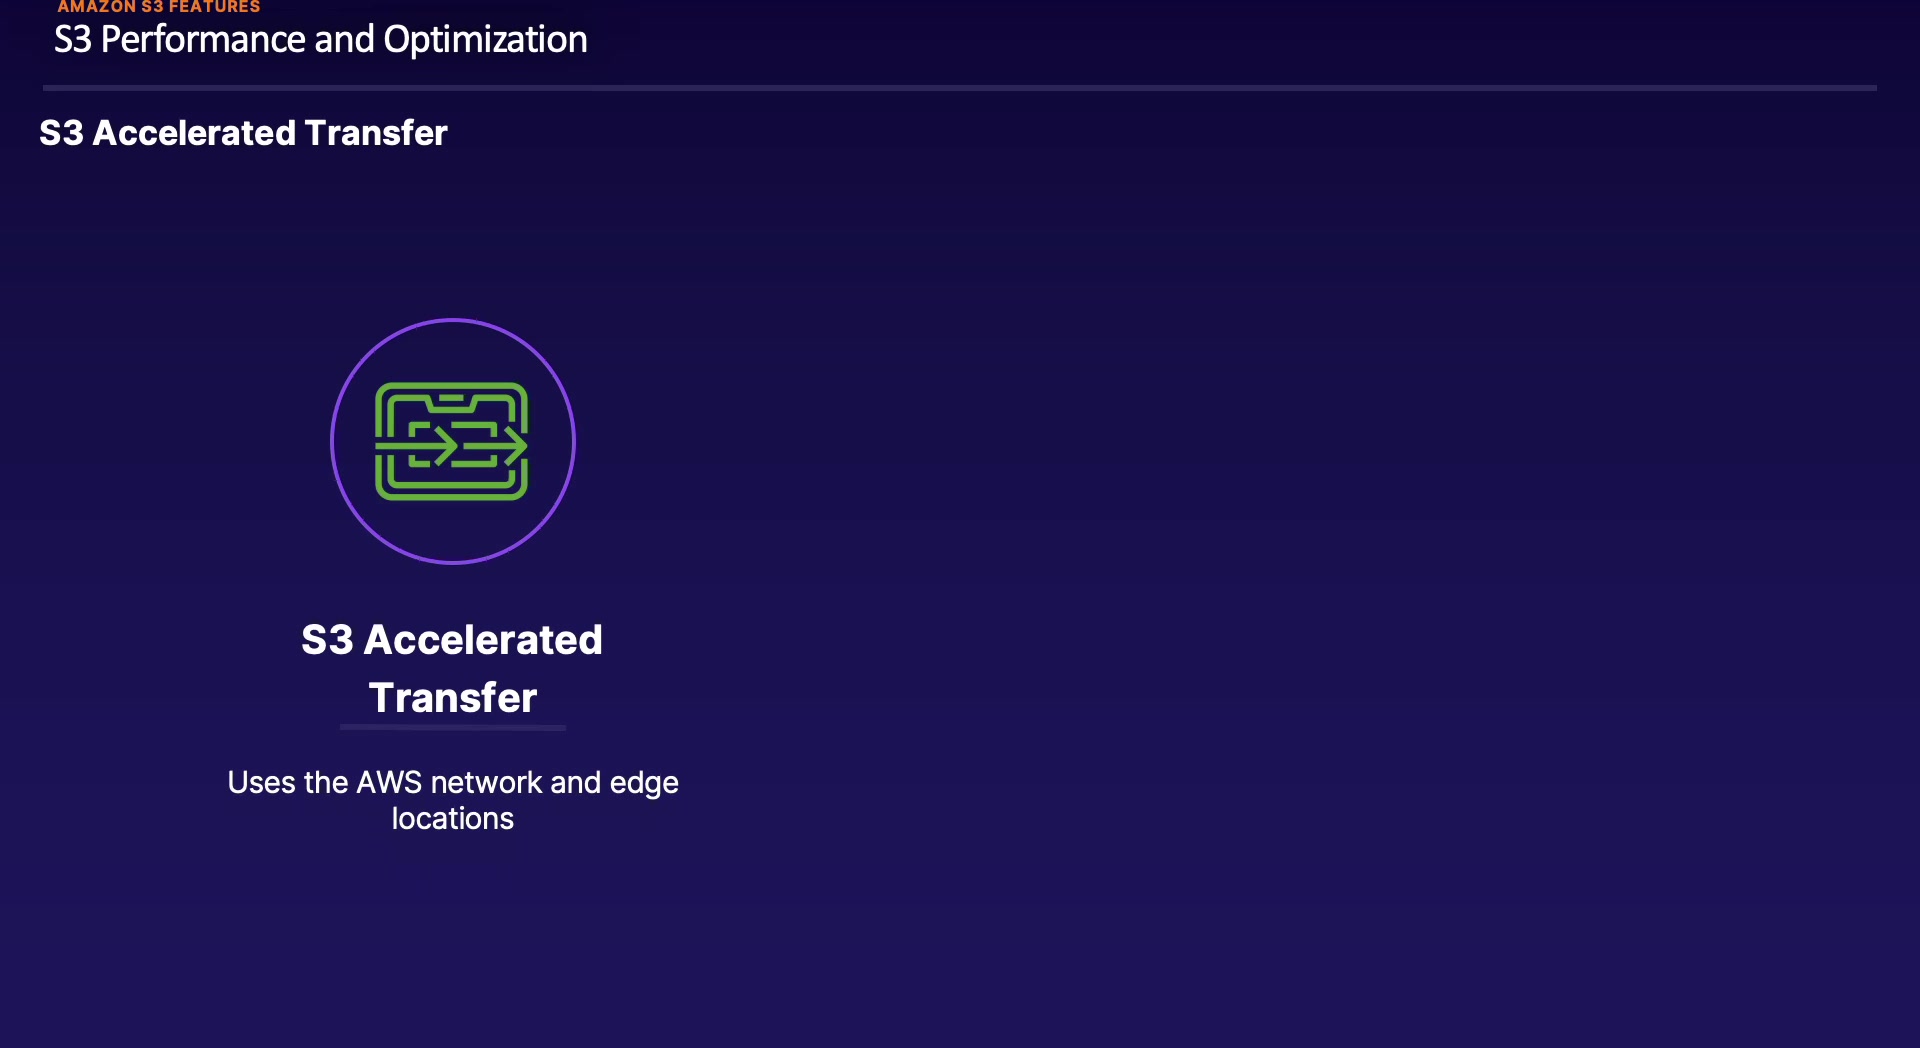 AMAZON S3 FEATURES
S3 Performance and Optimization
S3 Accelerated Transfer
S3 Accelerated
Transfer
Uses the AWS network and edge
locations